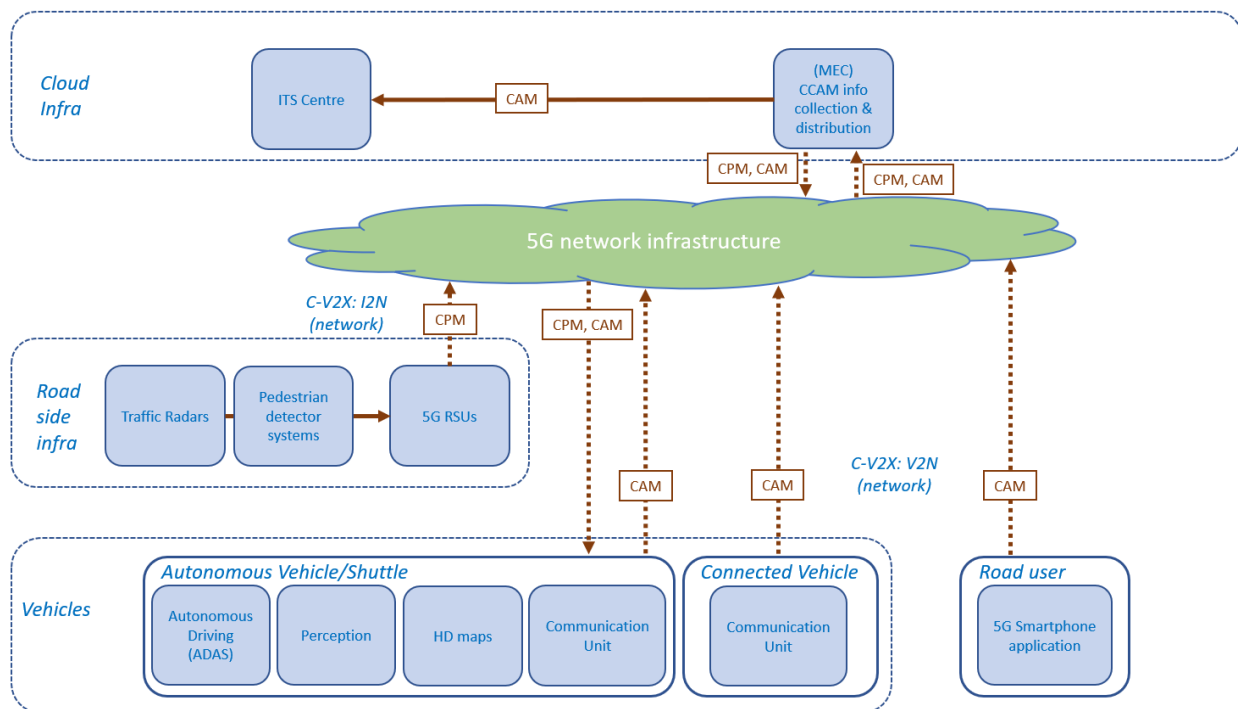 Cloud
Infra
ITS Centre
CAM
(MEC)
CCAM info
collection &
distribution
CPM, CAM
CPM, CAM
5G network infrastructure
C-V2X: I2N
(network)
CPM
CPM, CAM
Road
side
infra
Traffic Radars
Pedestrian
detector
systems
5G RSUs
C-V2X: V2N
(network)
CAM
CAM
CAM
Vehicles
Autonomous Vehicle/Shuttle
Autonomous
Driving
(ADAS)
Perception
HD maps
Communication
Unit
Connected Vehicle
Communication
Unit
Road user
5G Smartphone
application